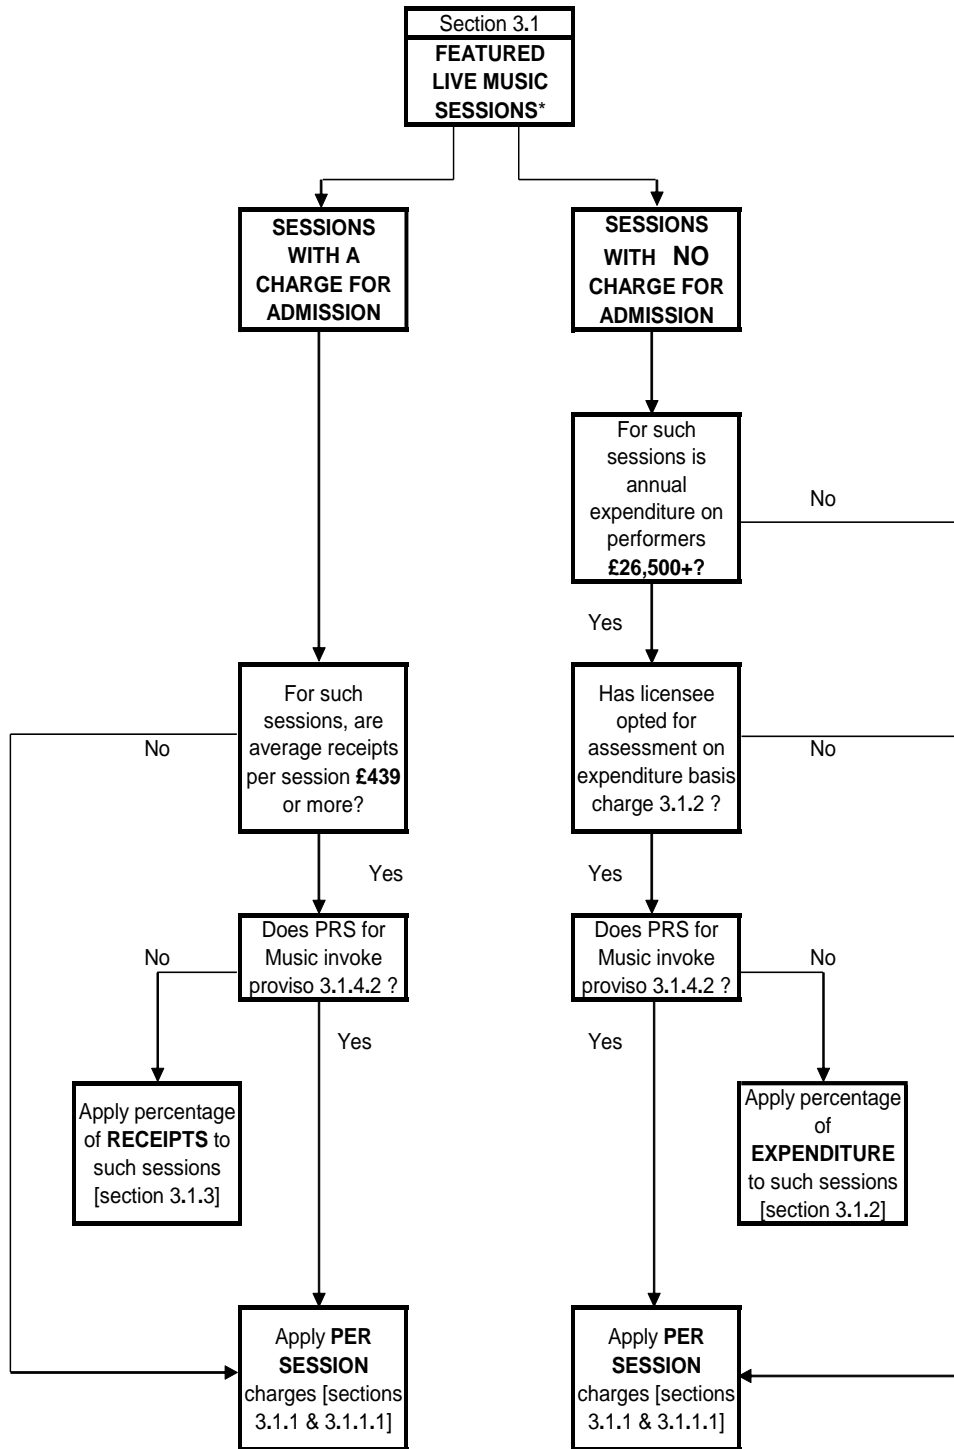 Section 3.1
FEATURED
LIVE MUSIC
SESSIONS*
SESSIONS
WITH A
CHARGE FOR
ADMISSION
SESSIONS
WITH NO
CHARGE FOR
ADMISSION
For such
sessions is
annual
expenditure on
performers
£26,500+?
No
Yes
For such
sessions, are
average receipts
per session £439
or more?
No
Has licensee
opted for
assessment on
expenditure basis
charge 3.1.2 ?
No
Yes
Yes
Does PRS for
Music invoke
proviso 3.1.4.2 ?
No
Does PRS for
Music invoke
proviso 3.1.4.2 ?
No
Yes
Yes
Apply percentage
of RECEIPTS to
such sessions
[section 3.1.3]
Apply percentage
of
EXPENDITURE
to such sessions
[section 3.1.2]
Apply PER
SESSION
charges [sections
3.1.1 & 3.1.1.1]
Apply PER
SESSION
charges [sections
3.1.1 & 3.1.1.1]